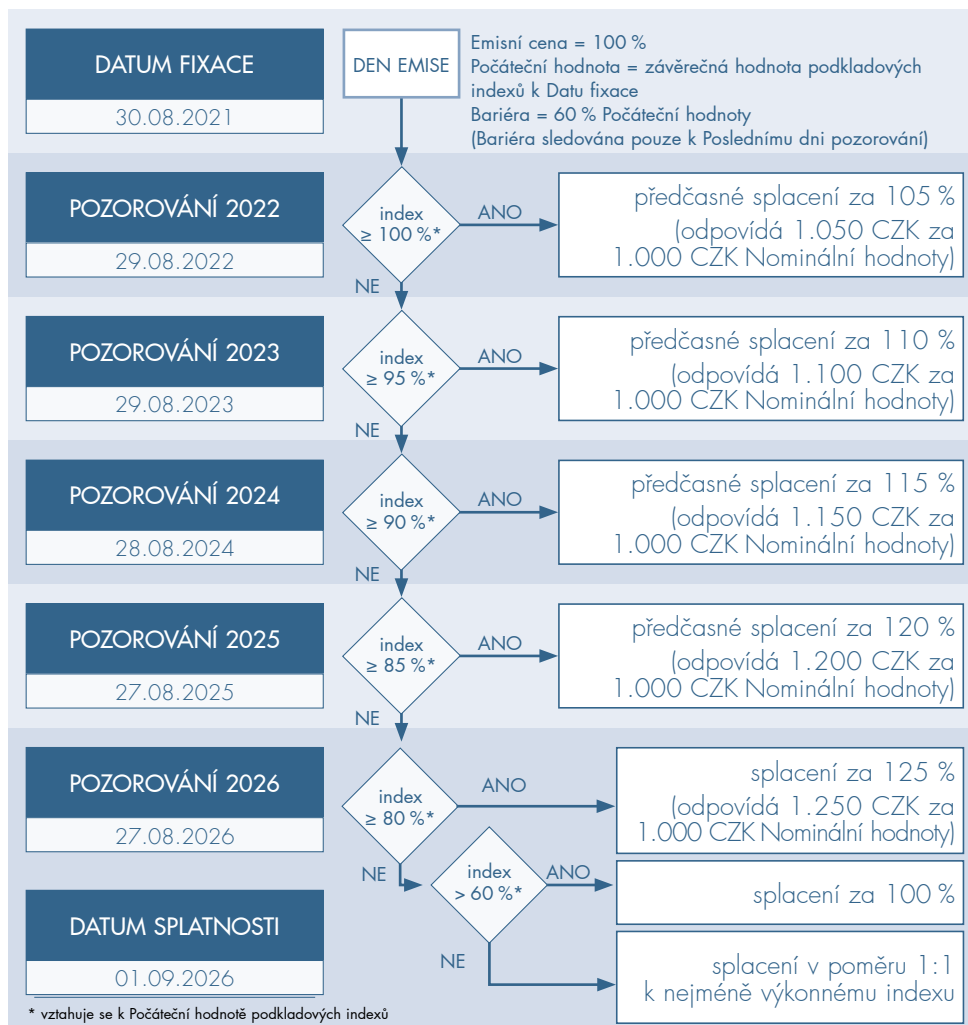 DATUM FIXACE
30.08.2021
DEN EMISE
Emisní cena = 100 %
Počáteční hodnota = závěrečná hodnota podkladových
indexů k Datu fixace
Bariéra = 60 % Počáteční hodnoty
(Bariéra sledována pouze k Poslednímu dni pozorování)
POZOROVÁNÍ 2022
29.08.2022
index
≥ 100 %*
ANO
NE
předčasné splacení za 105 %
(odpovídá 1.050 CZK za
1.000 CZK Nominální hodnoty)
POZOROVÁNÍ 2023
29.08.2023
index
≥ 95 %*
ANO
NE
předčasné splacení za 110 %
(odpovídá 1.100 CZK za
1.000 CZK Nominální hodnoty)
POZOROVÁNÍ 2024
28.08.2024
index
≥ 90 %*
ANO
NE
předčasné splacení za 115 %
(odpovídá 1.150 CZK za
1.000 CZK Nominální hodnoty)
POZOROVÁNÍ 2025
27.08.2025
index
≥ 85 %*
ANO
NE
předčasné splacení za 120 %
(odpovídá 1.200 CZK za
1.000 CZK Nominální hodnoty)
POZOROVÁNÍ 2026
27.08.2026
index
≥ 80 %*
ANO
NE
splacení za 125 %
(odpovídá 1.250 CZK za
1.000 CZK Nominální hodnoty)
index
> 60 %*
ANO
NE
splacení za 100 %
splacení v poměru 1:1
k nejméně výkonnému indexu
DATUM SPLATNOSTI
01.09.2026
* vztahuje se k Počáteční hodnotě podkladových indexů